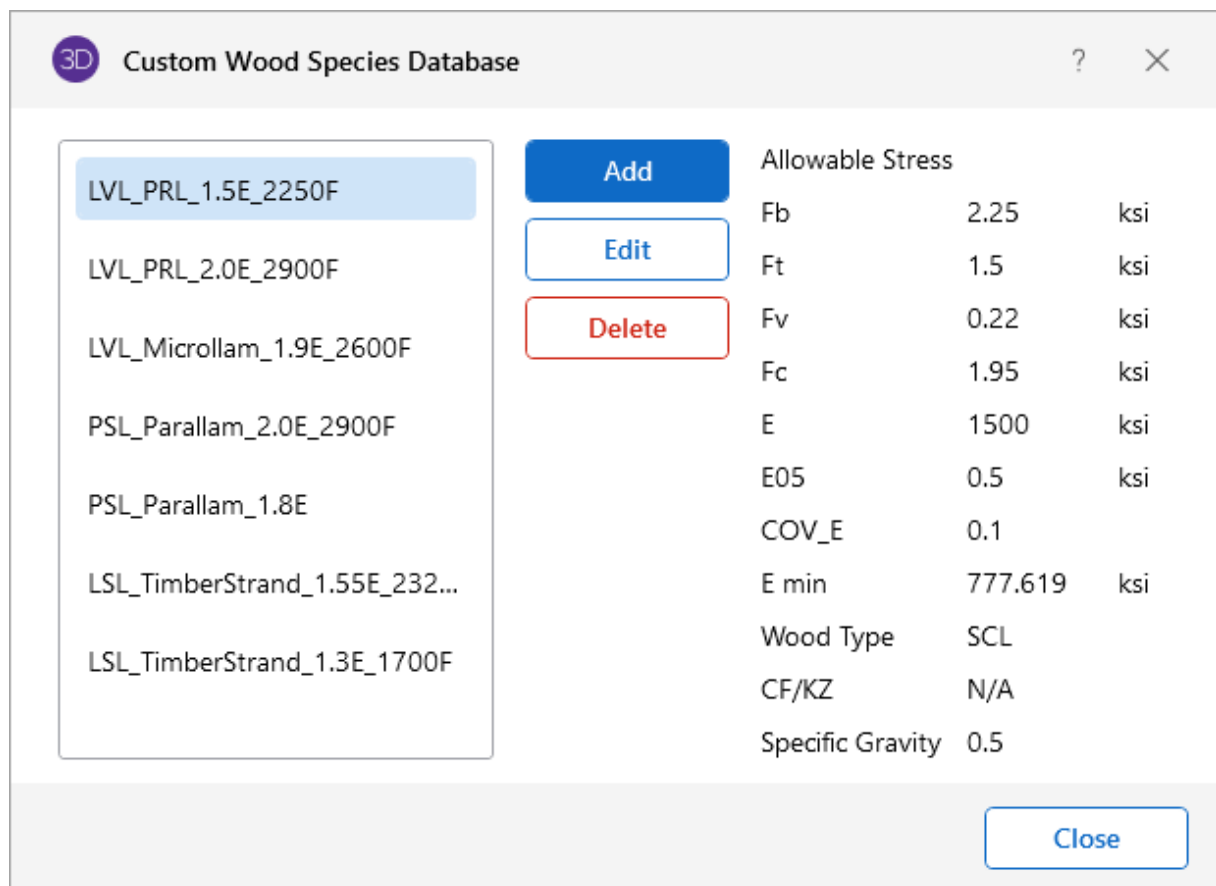 3D Custom Wood Species Database ?
LVL_PRL_1.5E_2250F
LVL_PRL_2.0E_2900F
LVL_Microllam_1.9E_2600F
PSL_Parallam_2.0E_2900F
PSL_Parallam_1.8E
LSL_TimberStrand_1.55E_232...
LSL_TimberStrand_1.3E_1700F
Add
Edit
Delete
Allowable Stress
Fb 2.25 ksi
Ft 1.5 ksi
Fv 0.22 ksi
Fc 1.95 ksi
E 1500 ksi
E05 0.5 ksi
COV_E 0.1
E min 777.619 ksi
Wood Type SCL
CF/KZ N/A
Specific Gravity 0.5
Close